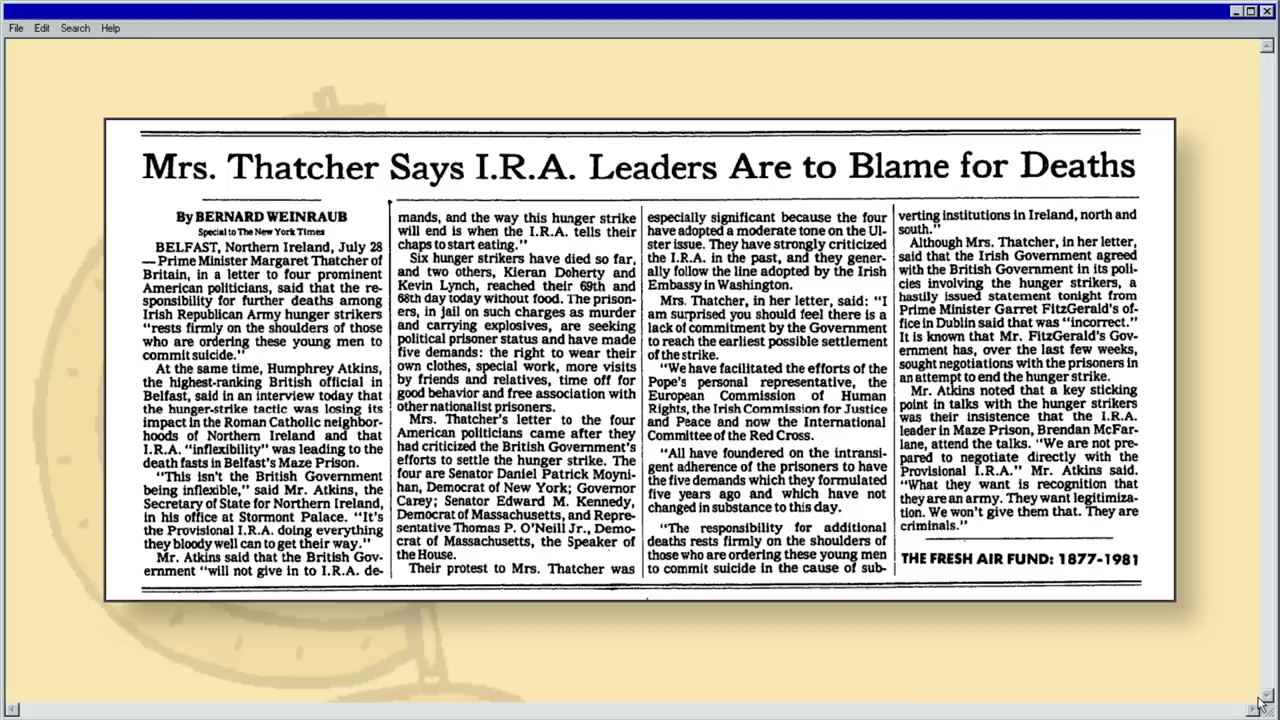 File Edit Search Help
Mrs. Thatcher Says I.R.A. Leaders Are to Blame for Deaths
By BERNARD WEINRAUB
Special to The New York Times
BELFAST, Northern Ireland, July 28
— Prime Minister Margaret Thatcher of
Britain, in a letter to four prominent
American politicians, said that the re-
sponsibility for further deaths among
Irish Republican Army hunger strikers
"rests firmly on the shoulders of those
who are ordering these young men to
commit suicide."
At the same time, Humphrey Atkins,
the highest-ranking British official in
Belfast, said in an interview today that
the hunger-strike tactic was losing its
impact in the Roman Catholic neighbor-
hoods of Northern Ireland and that
I.R.A. "inflexibility" was leading to the
death fasts in Belfast's Maze Prison.
"This isn't the British Government
being inflexible," said Mr. Atkins, the
Secretary of State for Northern Ireland,
in his office at Stormont Palace. "It's
the Provisional I.R.A. doing everything
they bloody well can to get their way."
Mr. Atkins said that the British Gov-
ernment "will not give in to I.R.A. de-
mands, and the way this hunger strike
will end is when the I.R.A. tells their
chaps to start eating."
Six hunger strikers have died so far,
and two others, Kieran Doherty and
Kevin Lynch, reached their 69th and
68th day today without food. The prison-
ers, in jail on such charges as murder
and carrying explosives, are seeking
political prisoner status and have made
five demands: the right to wear their
own clothes, special work, more visits
by friends and relatives, time off for
good behavior and free association with
other nationalist prisoners.
Mrs. Thatcher's letter to the four
American politicians came after they
had criticized the British Government's
efforts to settle the hunger strike. The
four are Senator Daniel Patrick Moyni-
han, Democrat of New York; Governor
Carey; Senator Edward M. Kennedy,
Democrat of Massachusetts, and Repre-
sentative Thomas P. O'Neill Jr., Demo-
crat of Massachusetts, the Speaker of
the House.
Their protest to Mrs. Thatcher was
especially significant because the four
have adopted a moderate tone on the Ul-
ster issue. They have strongly criticized
the I.R.A. in the past, and they gener-
ally follow the line adopted by the Irish
Embassy in Washington.
Mrs. Thatcher, in her letter, said: "I
am surprised you should feel there is a
lack of commitment by the Government
to reach the earliest possible settlement
of the strike.
"We have facilitated the efforts of the
Pope's personal representative, the
European Commission of Human
Rights, the Irish Commission for Justice
and Peace and now the International
Committee of the Red Cross.
"All have foundered on the intransi-
gent adherence of the prisoners to have
the five demands which they formulated
five years ago and which have not
changed in substance to this day.
"The responsibility for additional
deaths rests firmly on the shoulders of
those who are ordering these young men
to commit suicide in the cause of sub-
verting institutions in Ireland, north and
south."
Although Mrs. Thatcher, in her letter,
said that the Irish Government agreed
with the British Government in its poli-
cies involving the hunger strikers, a
hastily issued statement tonight from
Prime Minister Garret FitzGerald's of-
fice in Dublin said that was "incorrect."
It is known that Mr. FitzGerald's Gov-
ernment has, over the last few weeks,
sought negotiations with the prisoners in
an attempt to end the hunger strike.
Mr. Atkins noted that a key sticking
point in talks with the hunger strikers
was their insistence that the I.R.A.
leader in Maze Prison, Brendan McFar-
lane, attend the talks. "We are not pre-
pared to negotiate directly with the
Provisional I.R.A." Mr. Atkins said.
"What they want is recognition that
they are an army. They want legitimiza-
tion. We won't give them that. They are
criminals."
THE FRESH AIR FUND: 1877-1981